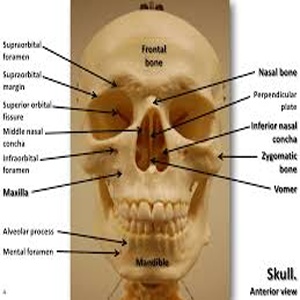 Supraorbital
foramen
Supraorbital
margin
Superior orbital
fissure
Middle nasal
concha
Infraorbital
foramen
Maxilla
Alveolar process
Mental foramen
Frontal
bone
Mandible
Nasal bone
Perpendicular
plate
Inferior nasal
concha
Zygomatic
bone
Vomer
Skull.
Anterior view